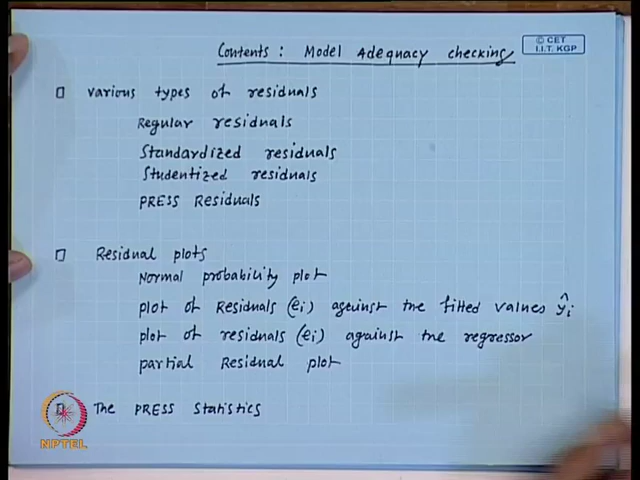 Contents: Model Adequacy checking
© CET
I.I.T. KGP
various types of residuals
Regular residuals
Standardized residuals
Studentized residuals
PRESS Residuals
Residual plots
Normal probability plot
plot of Residuals (ei) against the fitted values ŷi
plot of residuals (ei) against the regressor
partial Residual plot
The PRESS Statistics
NPTEL